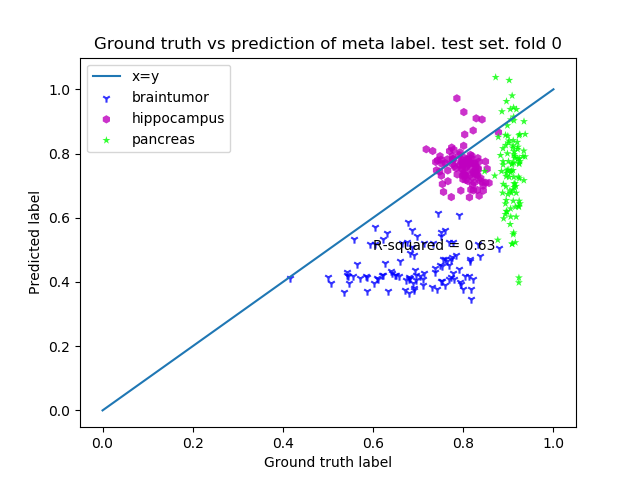 Ground truth vs prediction of meta label. test set. fold 0
x=y
braintumor
hippocampus
pancreas
R-squared = 0.63
Predicted label
1.0
0.8
0.6
0.4
0.2
0.0
0.0 0.2 0.4 0.6 0.8 1.0
Ground truth label